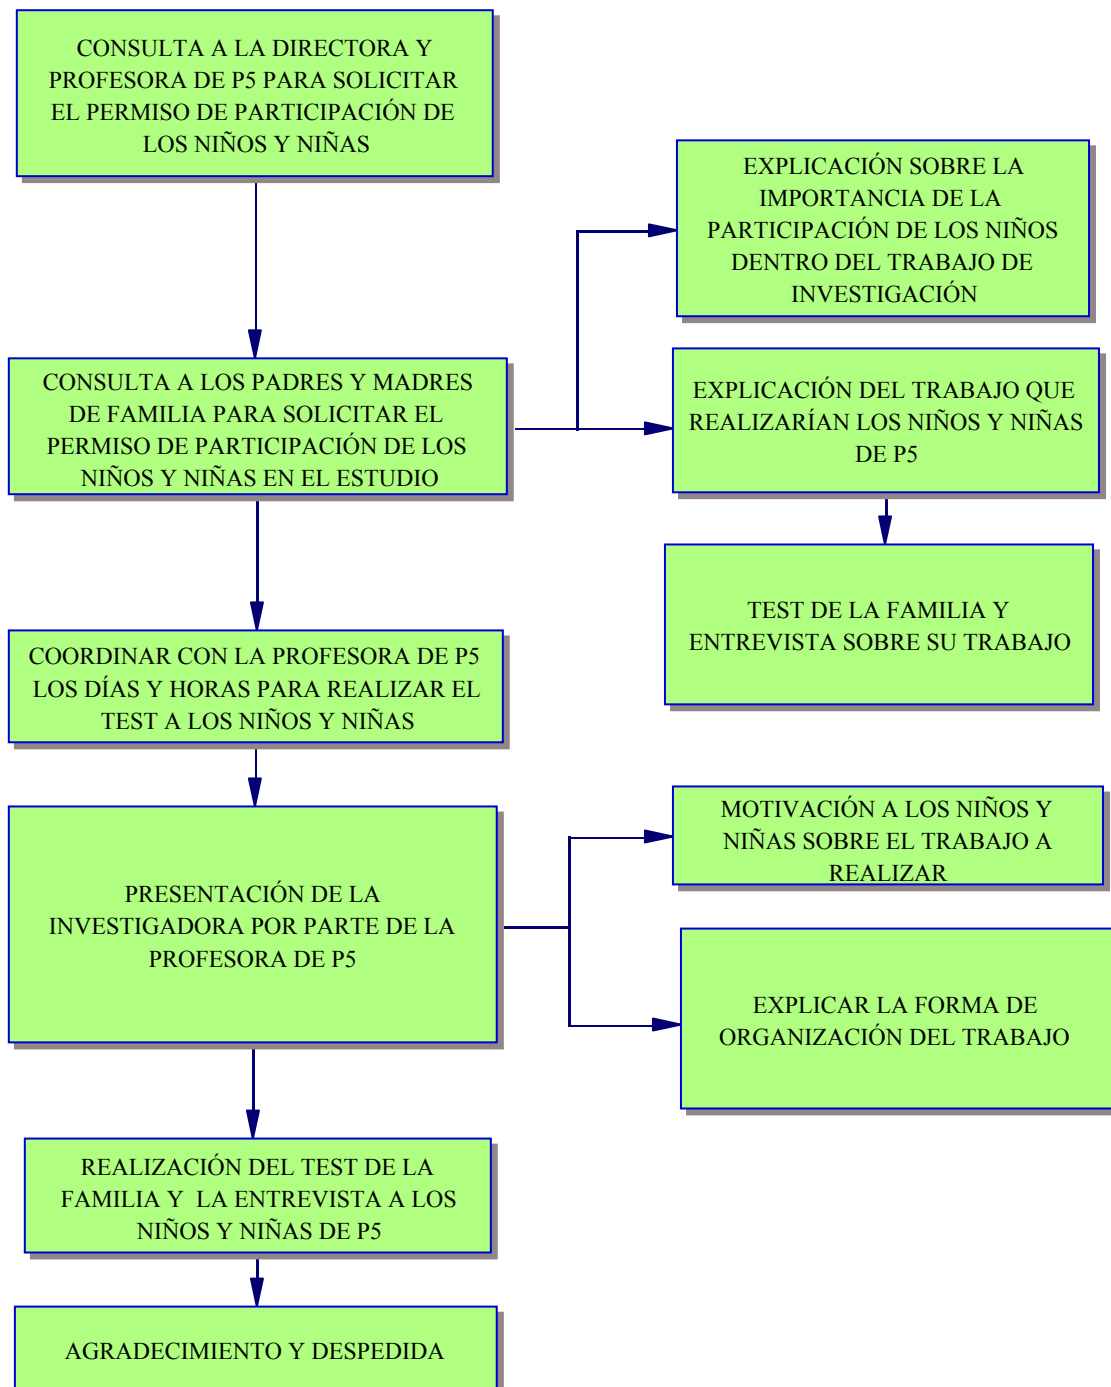 CONSULTA A LA DIRECTORA Y
PROFESORA DE P5 PARA SOLICITAR
EL PERMISO DE PARTICIPACIÓN DE
LOS NIÑOS Y NIÑAS
EXPLICACIÓN SOBRE LA
IMPORTANCIA DE LA
PARTICIPACIÓN DE LOS NIÑOS
DENTRO DEL TRABAJO DE
INVESTIGACIÓN
CONSULTA A LOS PADRES Y MADRES
DE FAMILIA PARA SOLICITAR EL
PERMISO DE PARTICIPACIÓN DE LOS
NIÑOS Y NIÑAS EN EL ESTUDIO
EXPLICACIÓN DEL TRABAJO QUE
REALIZARÍAN LOS NIÑOS Y NIÑAS
DE P5
TEST DE LA FAMILIA Y
ENTREVISTA SOBRE SU TRABAJO
COORDINAR CON LA PROFESORA DE P5
LOS DÍAS Y HORAS PARA REALIZAR EL
TEST A LOS NIÑOS Y NIÑAS
PRESENTACIÓN DE LA
INVESTIGADORA POR PARTE DE LA
PROFESORA DE P5
MOTIVACIÓN A LOS NIÑOS Y
NIÑAS SOBRE EL TRABAJO A
REALIZAR
EXPLICAR LA FORMA DE
ORGANIZACIÓN DEL TRABAJO
REALIZACIÓN DEL TEST DE LA
FAMILIA Y LA ENTREVISTA A LOS
NIÑOS Y NIÑAS DE P5
AGRADECIMIENTO Y DESPEDIDA